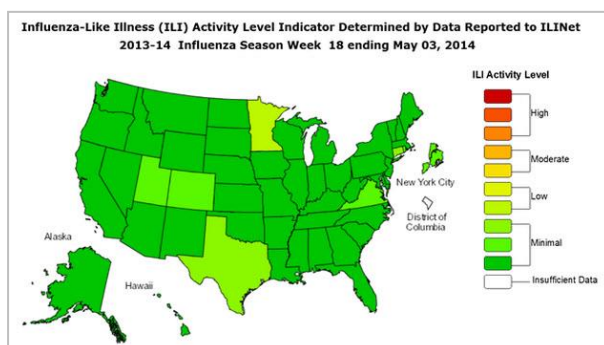 Influenza-Like Illness (ILI) Activity Level Indicator Determined by Data Reported to ILINet
2013-14 Influenza Season Week 18 ending May 03, 2014
ILI Activity Level
High
Moderate
New York City
Low
District of
Columbia
Alaska
Minimal
Hawaii
Insufficient Data